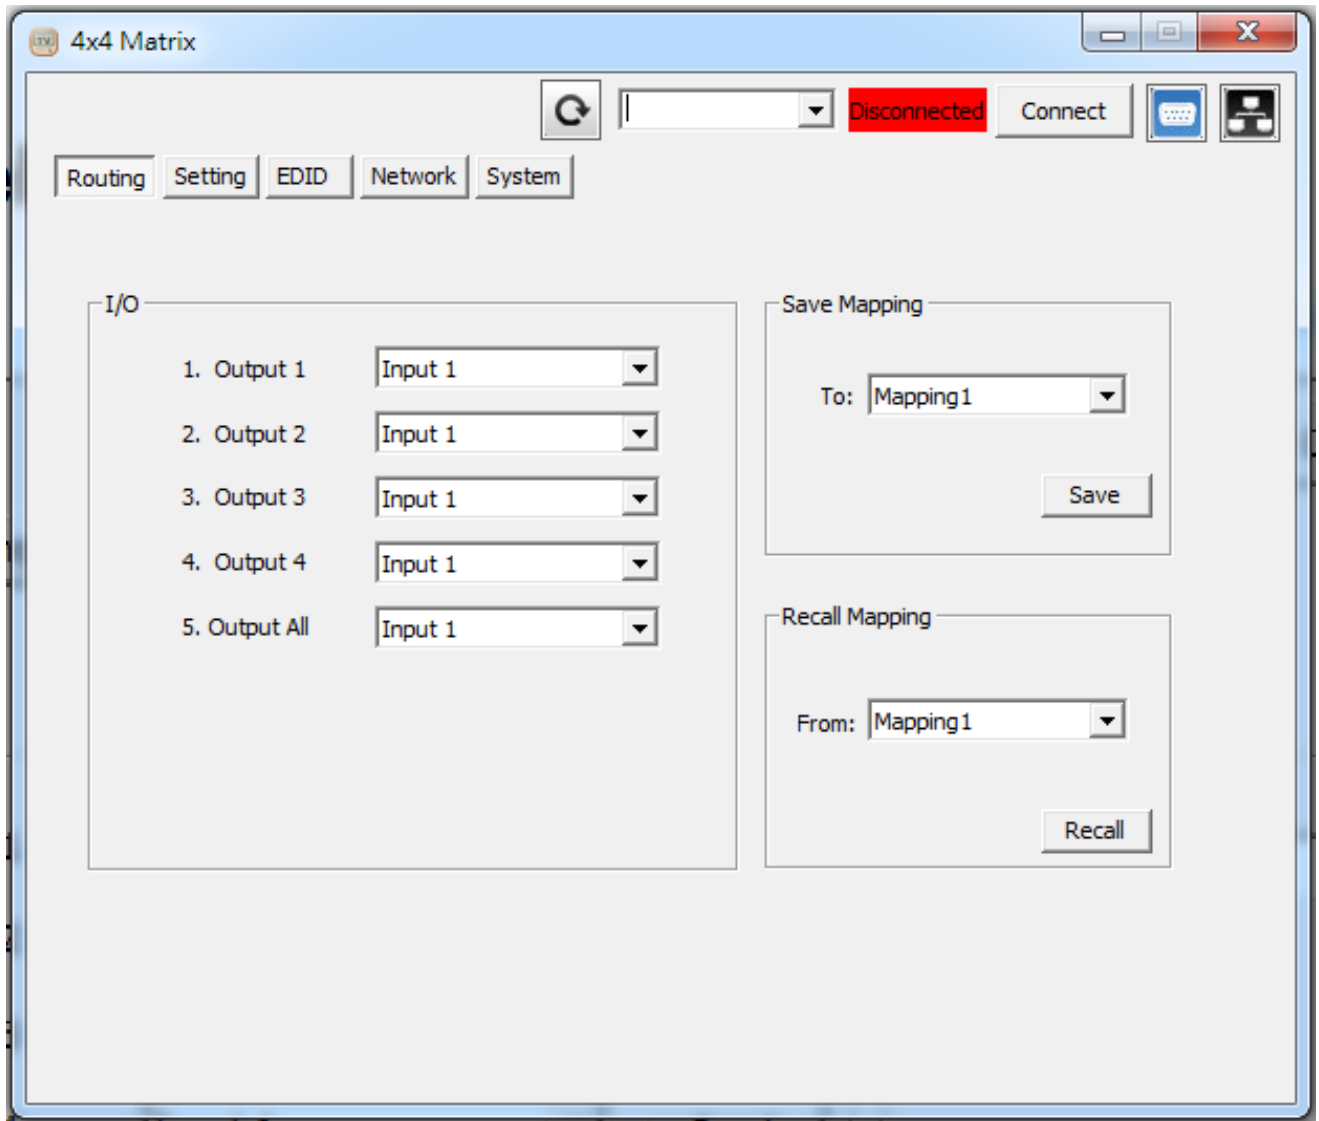 4x4 Matrix
Disconnected Connect
Routing Setting EDID Network System
I/O
1. Output 1 Input 1
2. Output 2 Input 1
3. Output 3 Input 1
4. Output 4 Input 1
5. Output All Input 1
Save Mapping
To: Mapping1
Save
Recall Mapping
From: Mapping1
Recall